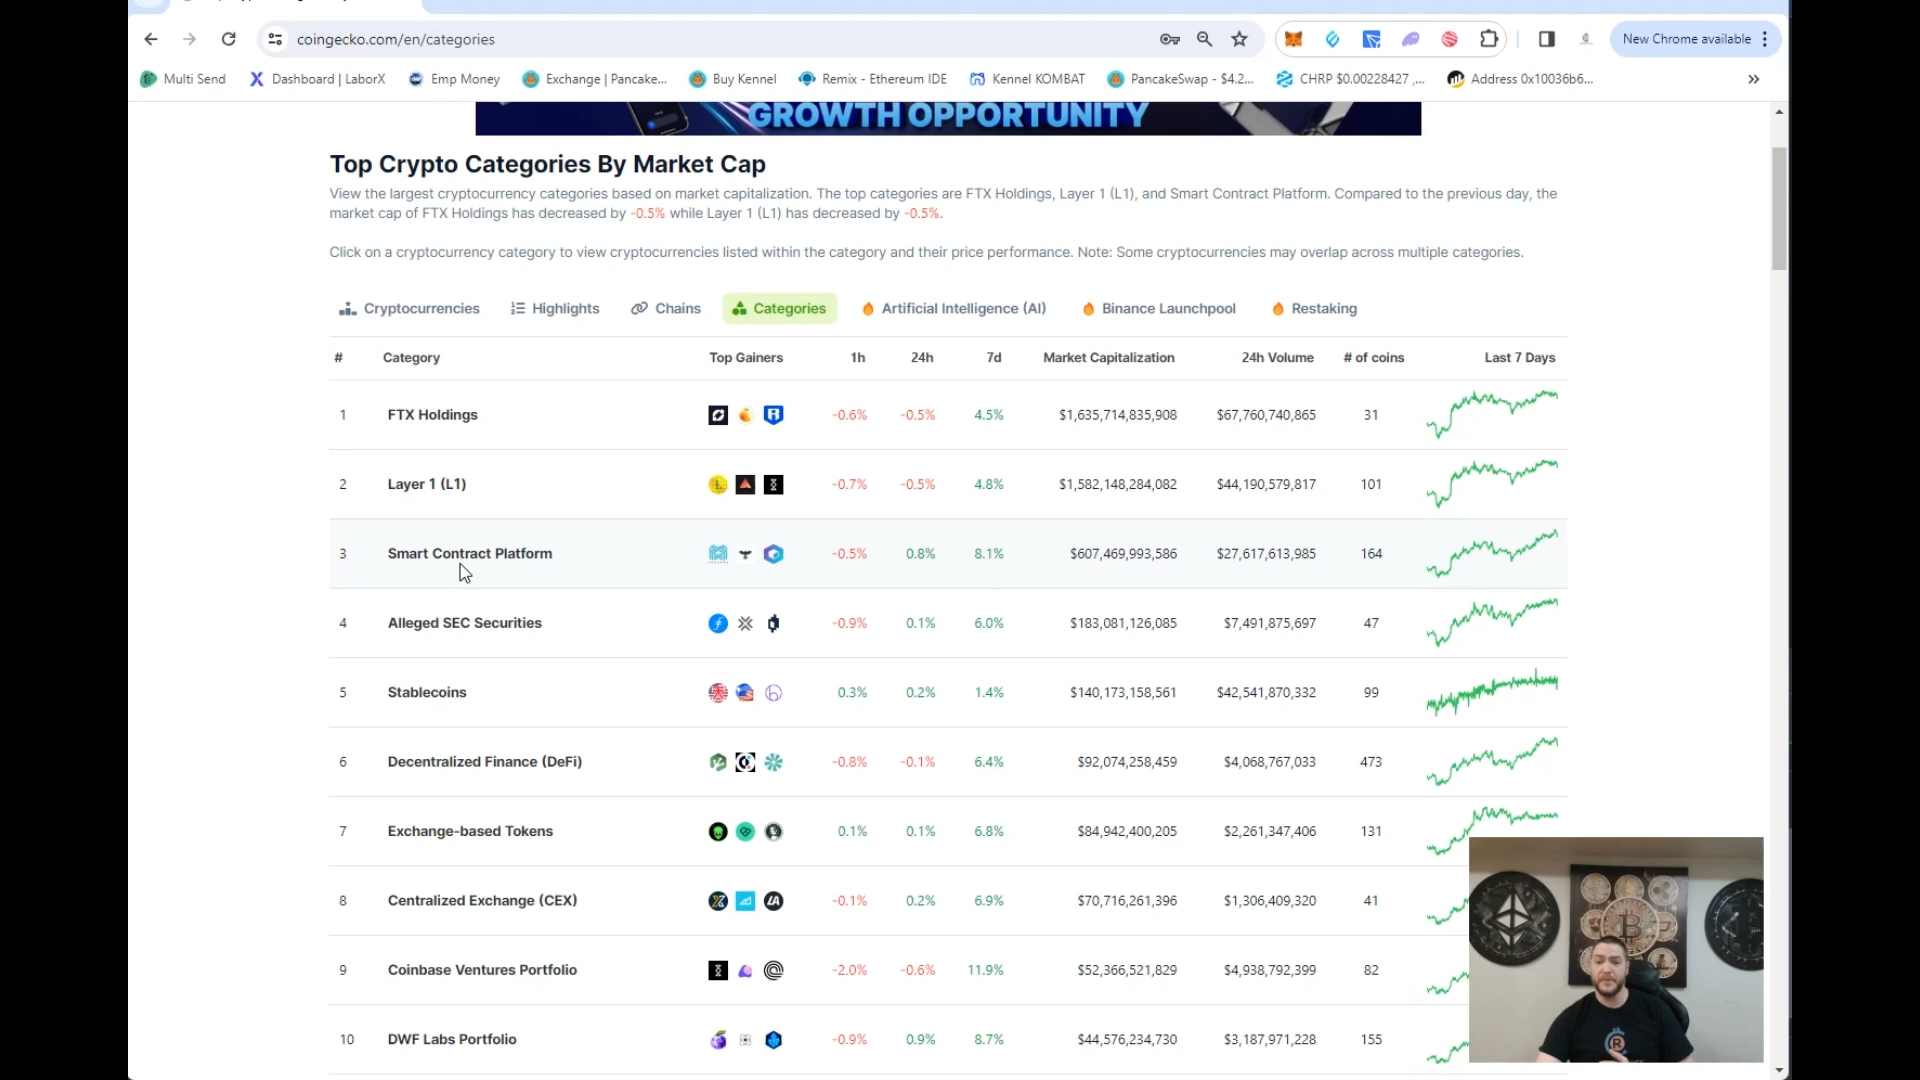 coingecko.com/en/categories
New Chrome available
Multi Send
Dashboard | LaborX
Emp Money
Exchange | Pancake...
Buy Kennel
Remix - Ethereum IDE
Kennel KOMBAT
PancakeSwap - $4.2...
CHRP $0.00228427 ,...
Address 0x10036b6...
»
GROWTH OPPORTUNITY
Top Crypto Categories By Market Cap
View the largest cryptocurrency categories based on market capitalization. The top categories are FTX Holdings, Layer 1 (L1), and Smart Contract Platform. Compared to the previous day, the
market cap of FTX Holdings has decreased by -0.5% while Layer 1 (L1) has decreased by -0.5%.
Click on a cryptocurrency category to view cryptocurrencies listed within the category and their price performance. Note: Some cryptocurrencies may overlap across multiple categories.
Cryptocurrencies Highlights Chains Categories Artificial Intelligence (AI) Binance Launchpool Restaking
# Category Top Gainers 1h 24h 7d Market Capitalization 24h Volume # of coins Last 7 Days
1 FTX Holdings -0.6% -0.5% 4.5% $1,635,714,835,908 $67,760,740,865 31
2 Layer 1 (L1) -0.7% -0.5% 4.8% $1,582,148,284,082 $44,190,579,817 101
3 Smart Contract Platform -0.5% 0.8% 8.1% $607,469,993,586 $27,617,613,985 164
4 Alleged SEC Securities -0.9% 0.1% 6.0% $183,081,126,085 $7,491,875,697 47
5 Stablecoins 0.3% 0.2% 1.4% $140,173,158,561 $42,541,870,332 99
6 Decentralized Finance (DeFi) -0.8% -0.1% 6.4% $92,074,258,459 $4,068,767,033 473
7 Exchange-based Tokens 0.1% 0.1% 6.8% $84,942,400,205 $2,261,347,406 131
8 Centralized Exchange (CEX) -0.1% 0.2% 6.9% $70,716,261,396 $1,306,409,320 41
9 Coinbase Ventures Portfolio -2.0% -0.6% 11.9% $52,366,521,829 $4,938,792,399 82
10 DWF Labs Portfolio -0.9% 0.9% 8.7% $44,576,234,730 $3,187,971,228 155